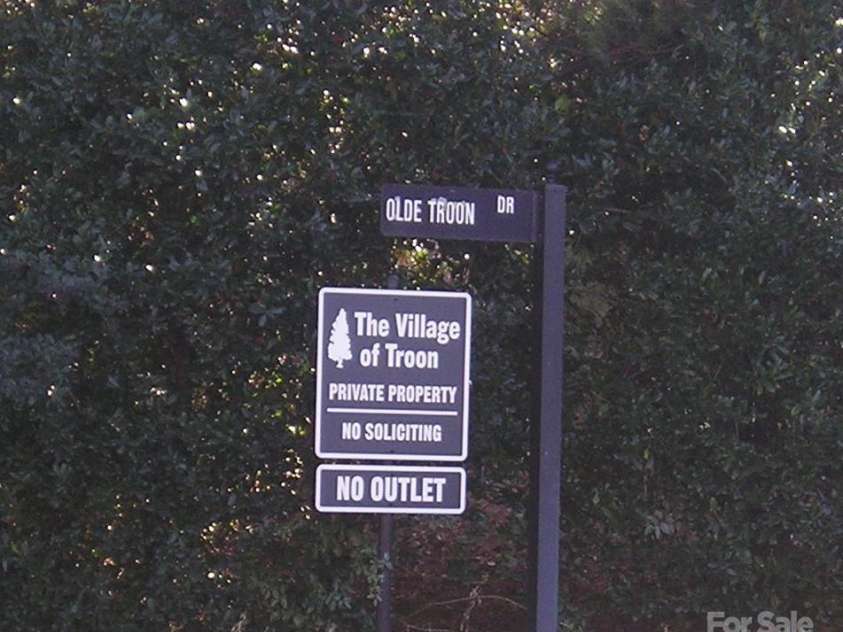 OLDE TROON DR
The Village
of Troon
PRIVATE PROPERTY
NO SOLICITING
NO OUTLET
For Sale